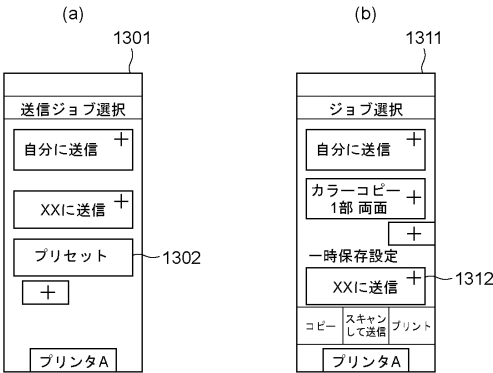 (a)
1301
送信ジョブ選択
自分に送信 +
XXに送信 +
プリセット
1302
+
プリンタA
(b)
1311
ジョブ選択
自分に送信 +
カラーコピー
1部 両面 +
+
一時保存設定
XXに送信 +
1312
コピー
スキャン
して送信
プリント
プリンタA